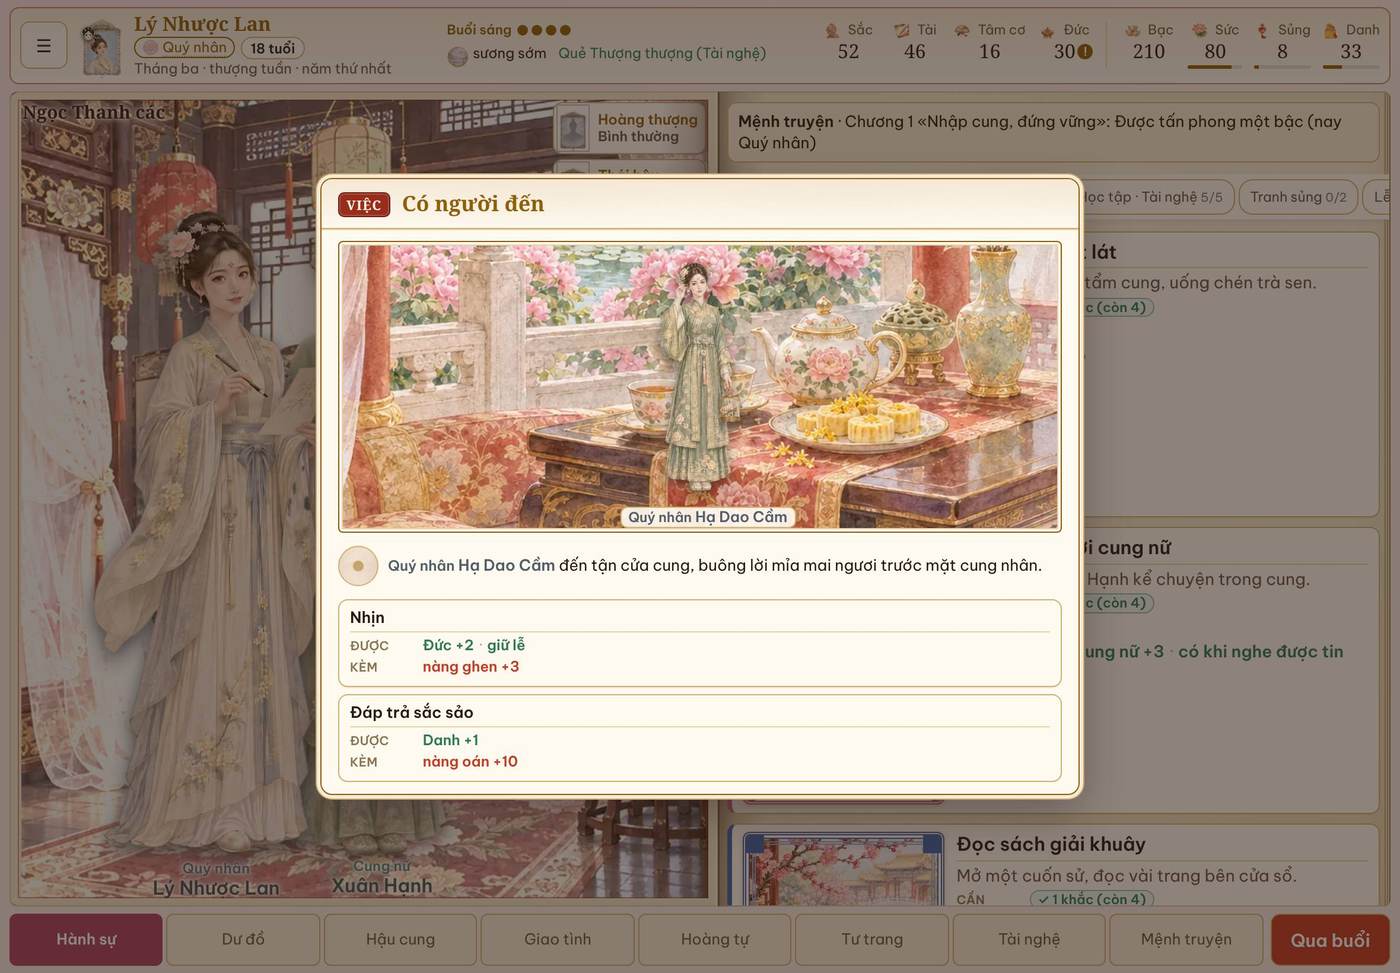 ☰
Lý Nhược Lan
Quý nhân
18 tuổi
Tháng ba · thượng tuần · năm thứ nhất
Buổi sáng
sương sớm
Quẻ Thượng thượng (Tài nghệ)
Sắc
52
Tài
46
Tâm cơ
16
Đức
30 !
Bạc
210
Sức
80
Sủng
8
Danh
33
Ngọc Thanh các
Hoàng thượng
Bình thường
Mệnh truyện · Chương 1 «Nhập cung, đứng vững»: Được tấn phong một bậc (nay
Quý nhân)
Học tập · Tài nghệ 5/5
Tranh sủng 0/2
VIỆC
Có người đến
Quý nhân Hạ Dao Cầm
Quý nhân Hạ Dao Cầm đến tận cửa cung, buông lời mỉa mai ngươi trước mặt cung nhân.
Nhịn
ĐƯỢC
Đức +2 · giữ lễ
KÈM
nàng ghen +3
Đáp trả sắc sảo
ĐƯỢC
Danh +1
KÈM
nàng oán +10
lát
tẩm cung, uống chén trà sen.
(còn 4)
cung nữ
Hạnh kể chuyện trong cung.
(còn 4)
cung nữ +3 · có khi nghe được tin
Đọc sách giải khuây
Mở một cuốn sử, đọc vài trang bên cửa sổ.
CẦN
✓ 1 khắc (còn 4)
Quý nhân
Lý Nhược Lan
Cung nữ
Xuân Hạnh
Hành sự
Dư đồ
Hậu cung
Giao tình
Hoàng tự
Tư trang
Tài nghệ
Mệnh truyện
Qua buổi